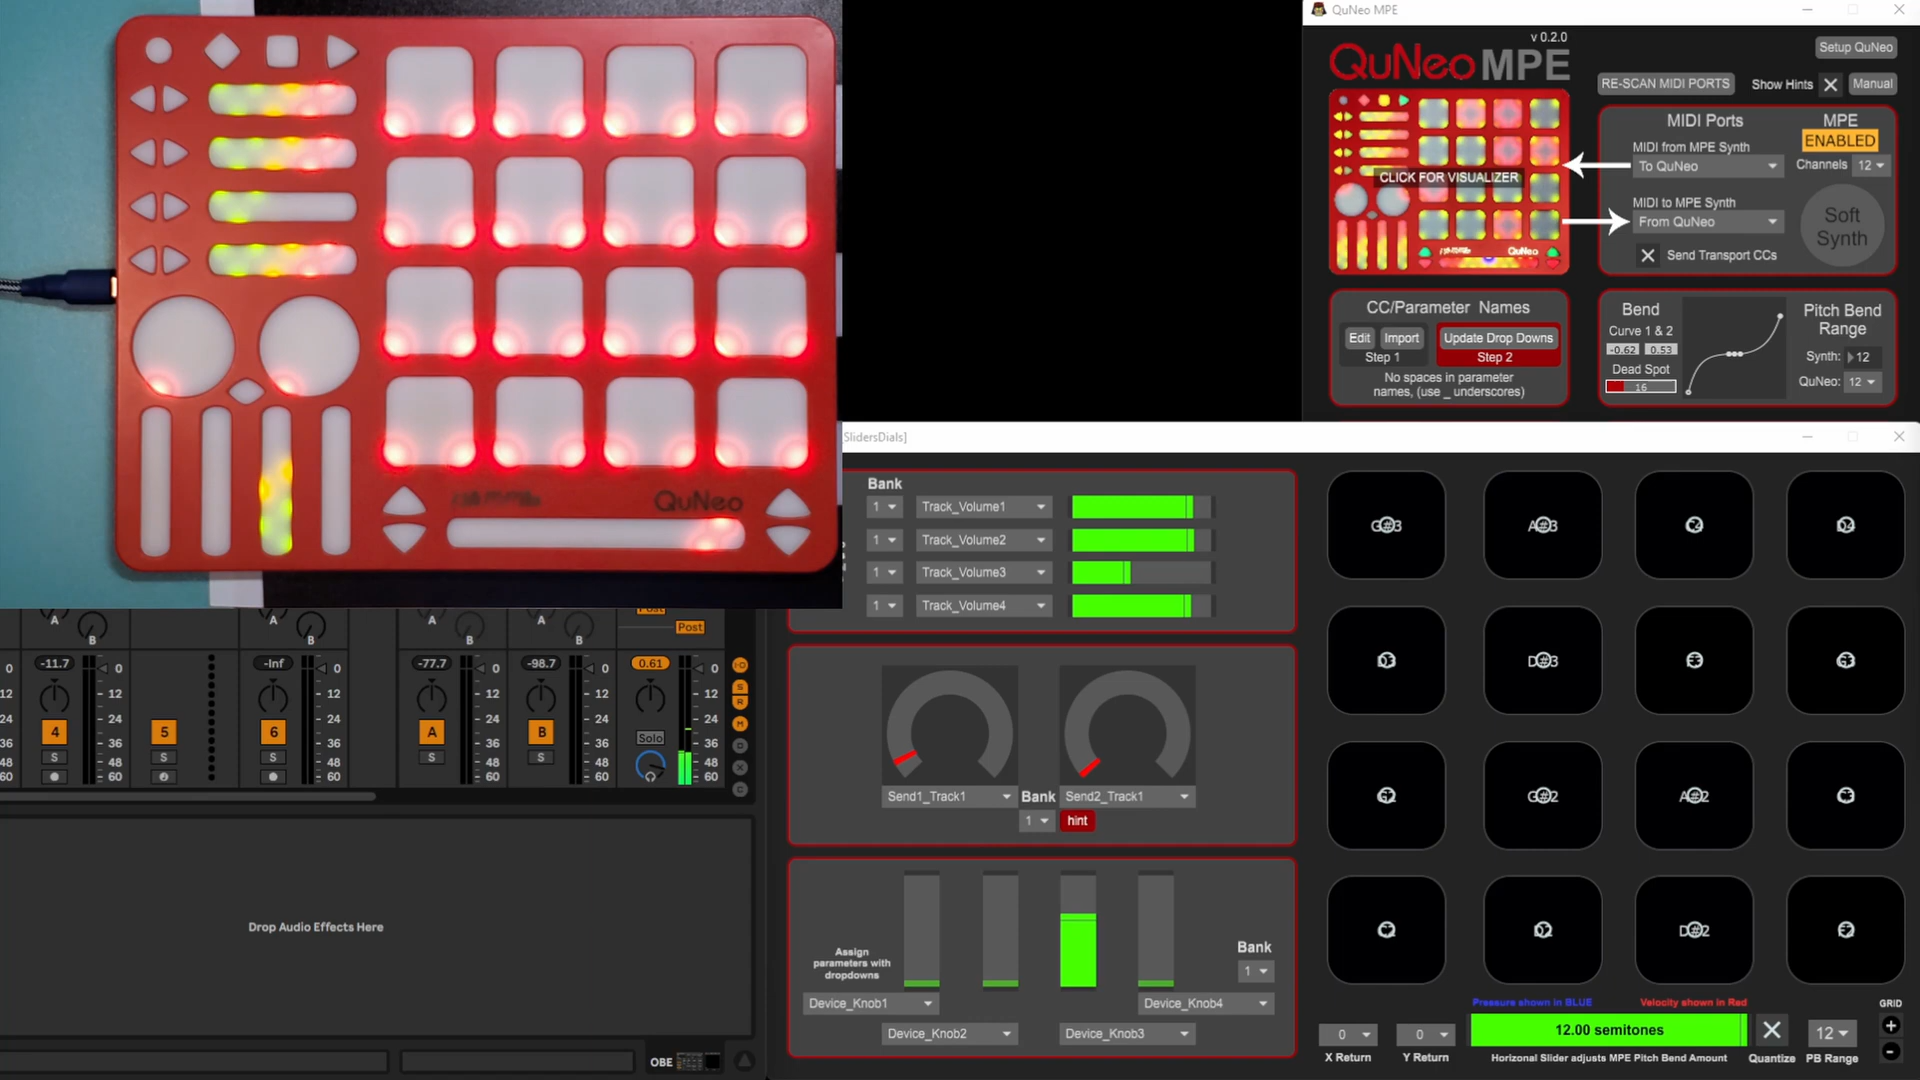 QuNeo
QuNeo MPE
v 0.2.0
QuNeo MPE
Setup QuNeo
RE-SCAN MIDI PORTS
Show Hints
Manual
CLICK FOR VISUALIZER
QuNeo
MIDI Ports
MPE
ENABLED
MIDI from MPE Synth
To QuNeo
Channels
12
MIDI to MPE Synth
From QuNeo
Soft
Synth
Send Transport CCs
CC/Parameter Names
Edit
Import
Update Drop Downs
Step 1
Step 2
No spaces in parameter
names, (use _ underscores)
Bend
Curve 1 & 2
-0.62
0.53
Dead Spot
16
Pitch Bend
Range
Synth:
12
QuNeo:
12
SlidersDials]
Bank
1
Track_Volume1
1
Track_Volume2
1
Track_Volume3
1
Track_Volume4
Send1_Track1
Bank
1
Send2_Track1
hint
Assign
parameters with
dropdowns
Bank
1
Device_Knob1
Device_Knob4
Device_Knob2
Device_Knob3
Pressure shown in BLUE
Velocity shown in Red
GRID
0
X Return
0
Y Return
12.00 semitones
Horizonal Slider adjusts MPE Pitch Bend Amount
Quantize
12
PB Range
A
B
A
B
A
B
A
B
Post
-11.7
-Inf
-77.7
-98.7
0.61
0
12
24
36
48
60
4
5
6
A
B
Solo
S
S
S
S
S
Drop Audio Effects Here
OBE